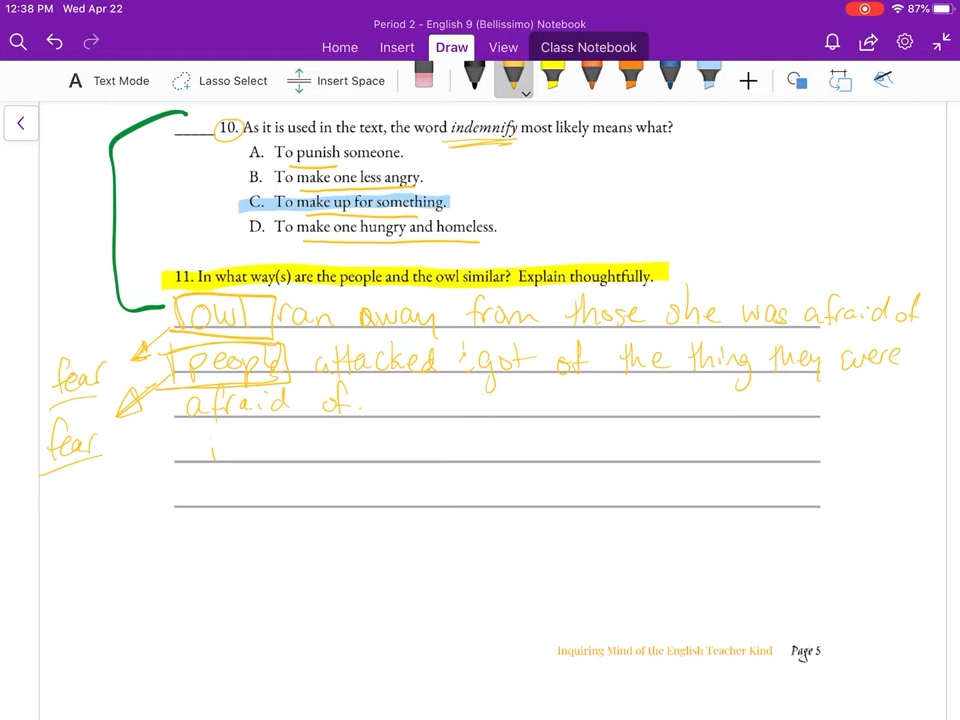 12:38 PM Wed Apr 22
87%
Period 2 - English 9 (Bellissimo) Notebook
Home Insert Draw View Class Notebook
A Text Mode Lasso Select Insert Space
_____ 10. As it is used in the text, the word indemnify most likely means what?
A. To punish someone.
B. To make one less angry.
C. To make up for something.
D. To make one hungry and homeless.
11. In what way(s) are the people and the owl similar? Explain thoughtfully.
owl ran away from those she was afraid of
fear people attacked got of the thing they were
afraid of.
fear
Inquiring Mind of the English Teacher Kind Page 5